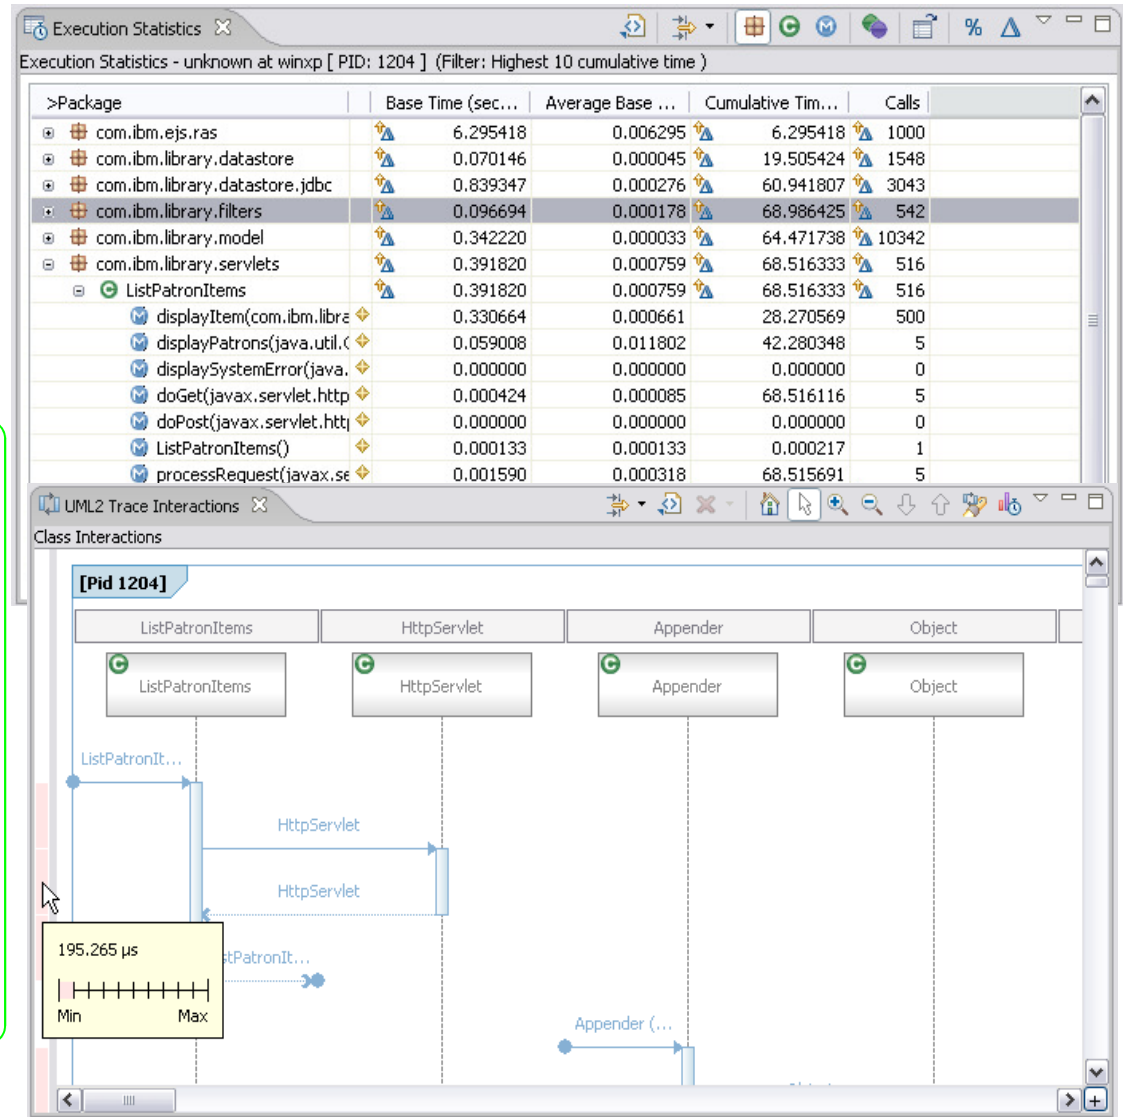 Execution Statistics
%
Execution Statistics - unknown at winxp [ PID: 1204 ] (Filter: Highest 10 cumulative time )
>Package Base Time (sec... Average Base ... Cumulative Tim... Calls
com.ibm.ejs.ras 6.295418 0.006295 6.295418 1000
com.ibm.library.datastore 0.070146 0.000045 19.505424 1548
com.ibm.library.datastore.jdbc 0.839347 0.000276 60.941807 3043
com.ibm.library.filters 0.096694 0.000178 68.986425 542
com.ibm.library.model 0.342220 0.000033 64.471738 10342
com.ibm.library.servlets 0.391820 0.000759 68.516333 516
C ListPatronItems 0.391820 0.000759 68.516333 516
M displayItem(com.ibm.libra 0.330664 0.000661 28.270569 500
M displayPatrons(java.util. 0.059008 0.011802 42.280348 5
M displaySystemError(java. 0.000000 0.000000 0.000000 0
M doGet(javax.servlet.http 0.000424 0.000085 68.516116 5
M doPost(javax.servlet.htt 0.000000 0.000000 0.000000 0
M ListPatronItems() 0.000133 0.000133 0.000217 1
M processRequest(javax.se 0.001590 0.000318 68.515691 5
UML2 Trace Interactions
Class Interactions
[Pid 1204]
ListPatronItems HttpServlet Appender Object
ListPatronItems HttpServlet Appender Object
ListPatronIt...
HttpServlet
HttpServlet
195.265 µs
stPatronIt...
Min Max
Appender (...